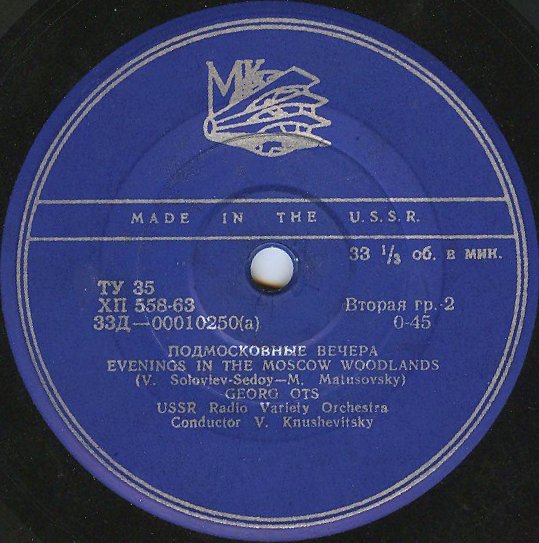 МК
MADE IN THE U.S.S.R.
33 ⅓ об. в мин.
ТУ 35
ХП 558-63
Вторая гр.-2
33Д—00010250(а)
0-45
ПОДМОСКОВНЫЕ ВЕЧЕРА
EVENINGS IN THE MOSCOW WOODLANDS
(V. Soloviev-Sedoy—M. Matusovsky)
GEORG OTS
USSR Radio Variety Orchestra
Conductor V. Knushevitsky